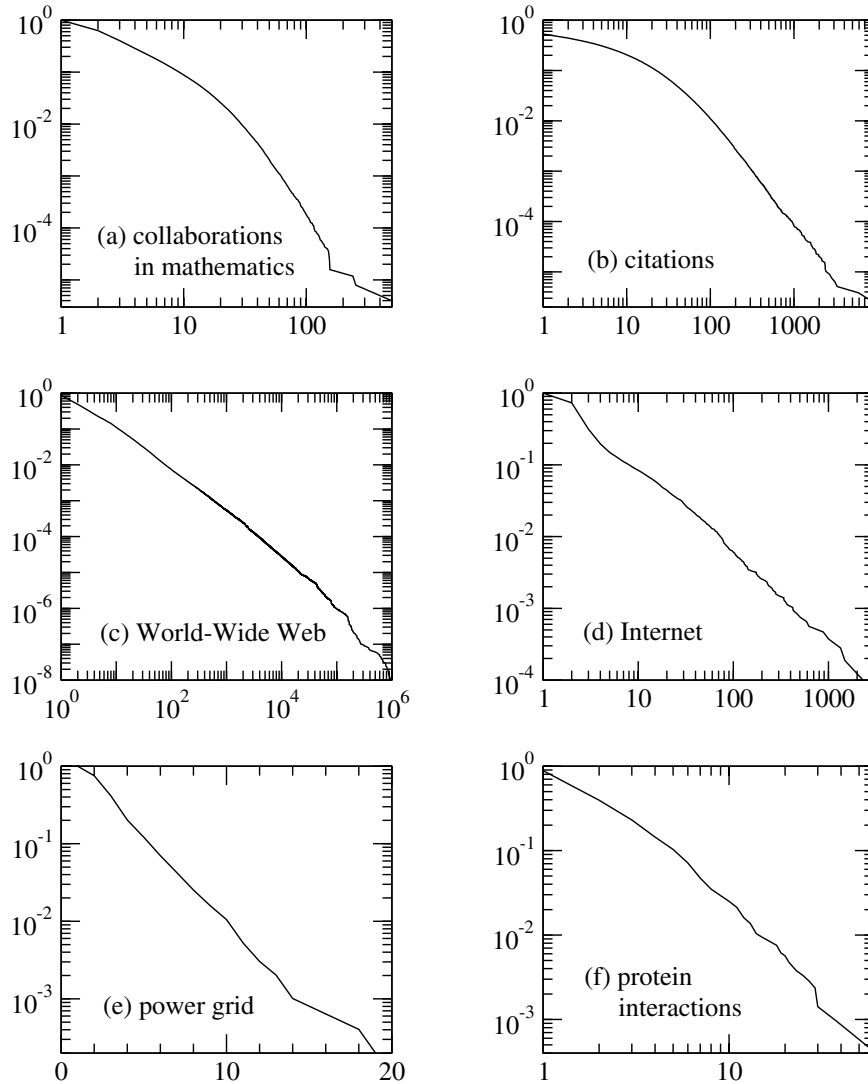 10^0
10^-2
10^-4
1 10 100
(a) collaborations
in mathematics
10^0
10^-2
10^-4
1 10 100 1000
(b) citations
10^0
10^-2
10^-4
10^-6
10^-8
10^0 10^2 10^4 10^6
(c) World-Wide Web
10^0
10^-1
10^-2
10^-3
10^-4
1 10 100 1000
(d) Internet
10^0
10^-1
10^-2
10^-3
0 10 20
(e) power grid
10^0
10^-1
10^-2
10^-3
1 10
(f) protein
interactions